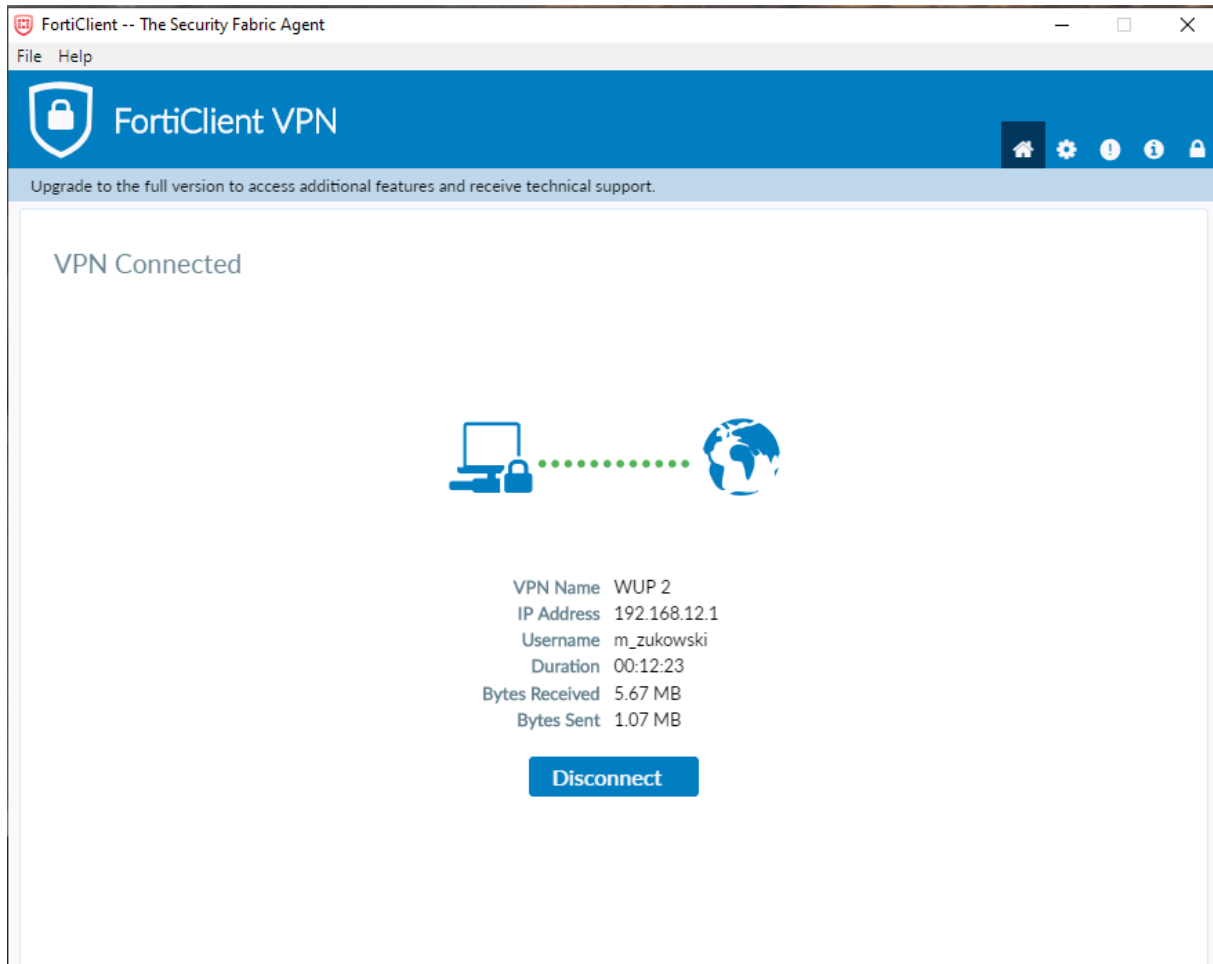 FortiClient -- The Security Fabric Agent
File Help
FortiClient VPN
Upgrade to the full version to access additional features and receive technical support.
VPN Connected
VPN Name WUP 2
IP Address 192.168.12.1
Username m_zukowski
Duration 00:12:23
Bytes Received 5.67 MB
Bytes Sent 1.07 MB
Disconnect